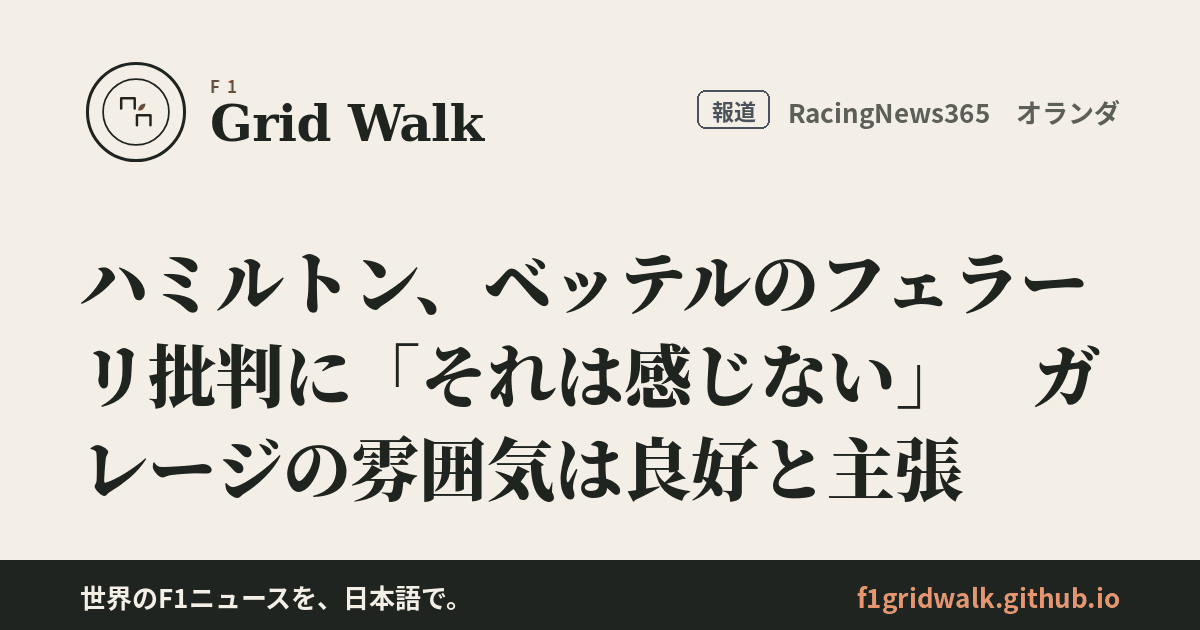 F1
Grid Walk
報道 RacingNews365 オランダ
ハミルトン、ベッテルのフェラー
リ批判に「それは感じない」　ガ
レージの雰囲気は良好と主張
世界のF1ニュースを、日本語で。
f1gridwalk.github.io